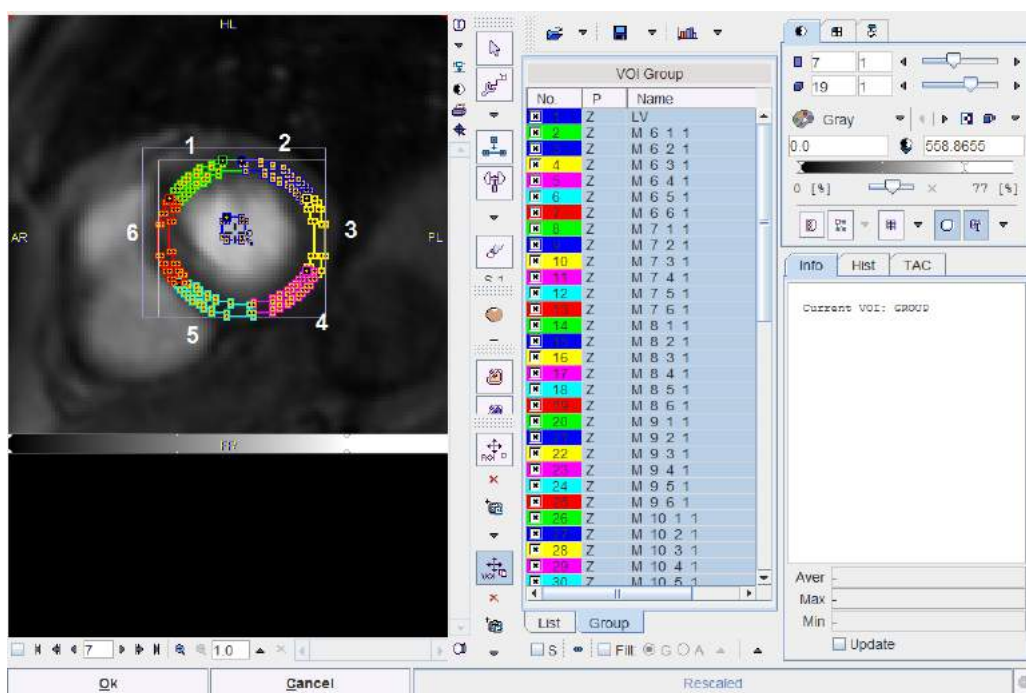 HL
1
2
3
4
5
6
AR
PL
VOI Group
No. P Name
1 Z LV
2 Z M 6 1 1
3 Z M 6 2 1
4 Z M 6 3 1
5 Z M 6 4 1
6 Z M 6 5 1
7 Z M 6 6 1
8 Z M 7 1 1
9 Z M 7 2 1
10 Z M 7 3 1
11 Z M 7 4 1
12 Z M 7 5 1
13 Z M 7 6 1
14 Z M 8 1 1
15 Z M 8 2 1
16 Z M 8 3 1
17 Z M 8 4 1
18 Z M 8 5 1
19 Z M 8 6 1
20 Z M 9 1 1
21 Z M 9 2 1
22 Z M 9 3 1
23 Z M 9 4 1
24 Z M 9 5 1
25 Z M 9 6 1
26 Z M 10 1 1
27 Z M 10 2 1
28 Z M 10 3 1
29 Z M 10 4 1
30 Z M 10 5 1
List Group
S Fill G A
7 1
19 1
Gray
0.0 558.8655
0 [%] 77 [%]
Info Hist TAC
Current VOI: GROUP
Aver -
Max -
Min -
Update
7 1.0
Ok Cancel Rescaled